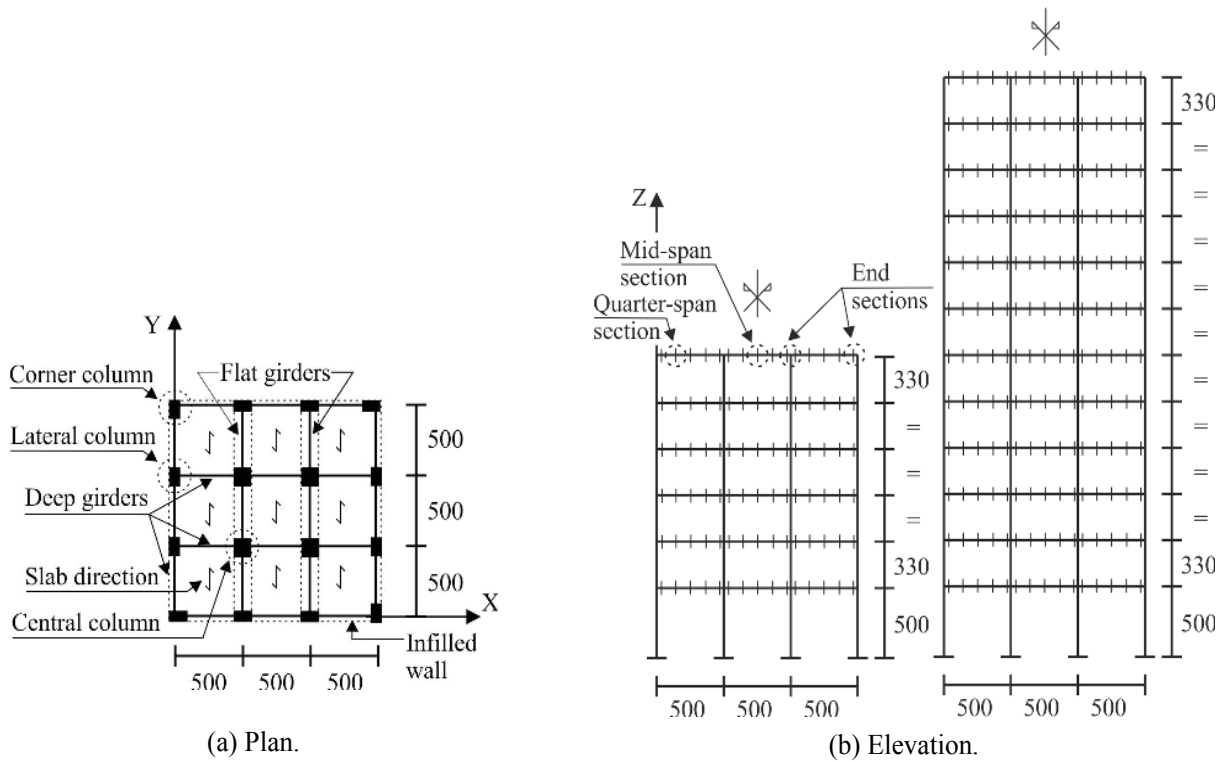 Y
Corner column
Flat girders
Lateral column
500
Deep girders
500
Slab direction
500
X
Central column
Infilled
wall
500
500
500
(a) Plan.
Z
Mid-span
section
End
sections
Quarter-span
section
330
=
=
=
330
500
500
500
500
330
=
=
=
=
=
=
=
=
=
330
500
500
500
500
(b) Elevation.